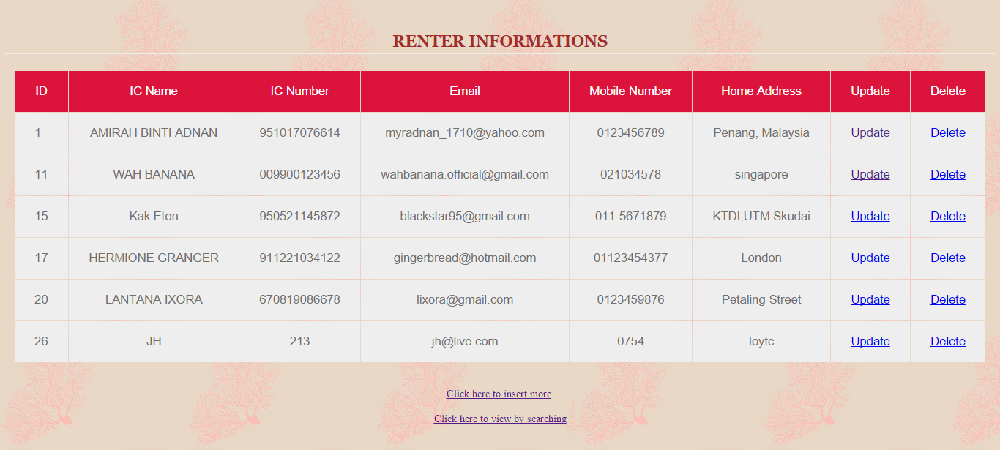 RENTER INFORMATIONS
ID IC Name IC Number Email Mobile Number Home Address Update Delete
1 AMIRAH BINTI ADNAN 951017076614 myradnan_1710@yahoo.com 0123456789 Penang, Malaysia Update Delete
11 WAH BANANA 009900123456 wahbanana.official@gmail.com 021034578 singapore Update Delete
15 Kak Eton 950521145872 blackstar95@gmail.com 011-5671879 KTDI,UTM Skudai Update Delete
17 HERMIONE GRANGER 911221034122 gingerbread@hotmail.com 01123454377 London Update Delete
20 LANTANA IXORA 670819086678 lixora@gmail.com 0123459876 Petaling Street Update Delete
26 JH 213 jh@live.com 0754 loytc Update Delete
Click here to insert more
Click here to view by searching